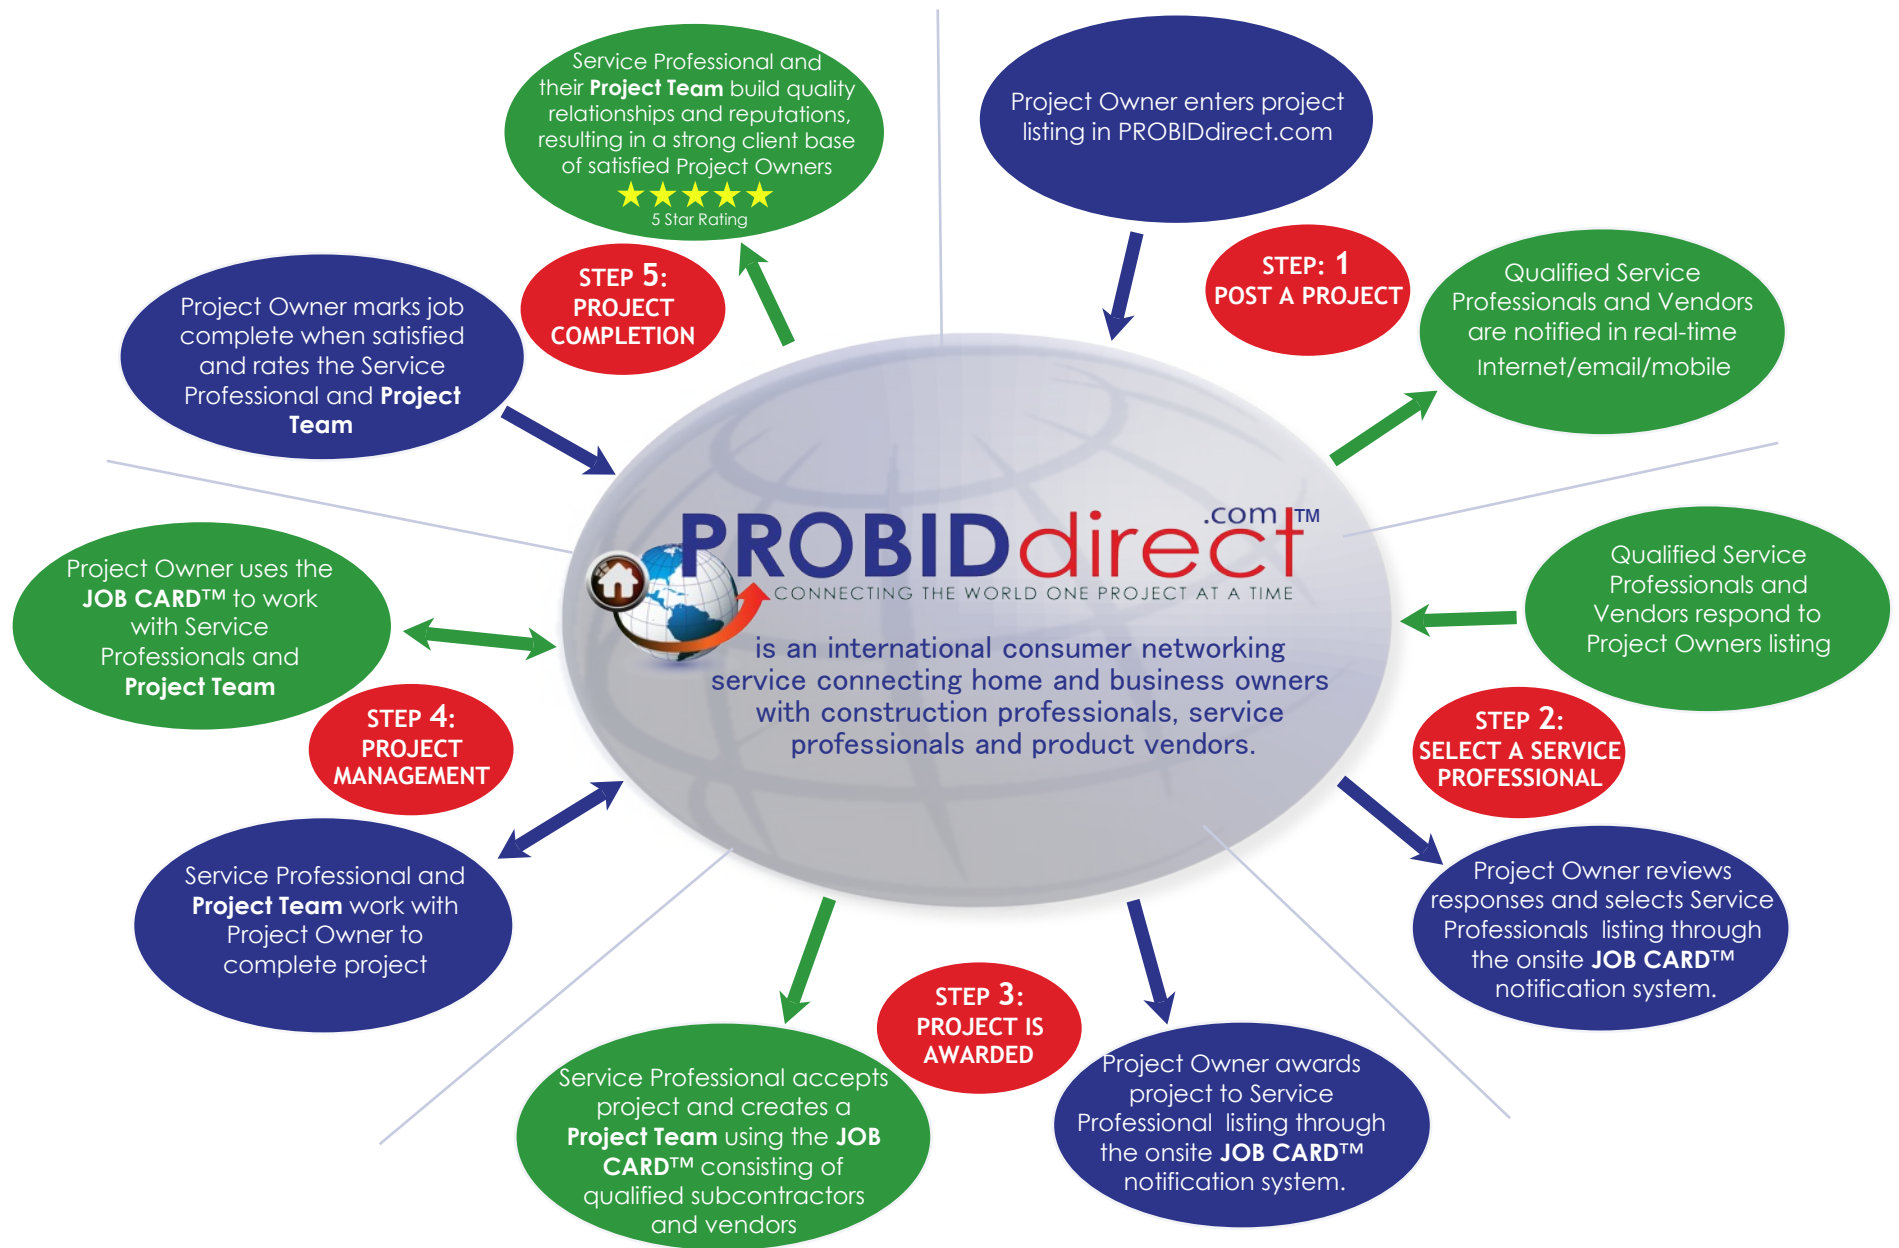 Project Owner enters project
listing in PROBIDdirect.com
STEP: 1
POST A PROJECT
Qualified Service
Professionals and Vendors
are notified in real-time
Internet/email/mobile
Qualified Service
Professionals and
Vendors respond to
Project Owners listing
STEP 2:
SELECT A SERVICE
PROFESSIONAL
Project Owner reviews
responses and selects Service
Professionals listing through
the onsite JOB CARD™
notification system.
Project Owner awards
project to Service
Professional listing through
the onsite JOB CARD™
notification system.
STEP 3:
PROJECT IS
AWARDED
Service Professional accepts
project and creates a
Project Team using the JOB
CARD™ consisting of
qualified subcontractors
and vendors
Service Professional and
Project Team work with
Project Owner to
complete project
STEP 4:
PROJECT
MANAGEMENT
Project Owner uses the
JOB CARD™ to work
with Service
Professionals and
Project Team
Project Owner marks job
complete when satisfied
and rates the Service
Professional and Project
Team
STEP 5:
PROJECT
COMPLETION
Service Professional and
their Project Team build quality
relationships and reputations,
resulting in a strong client base
of satisfied Project Owners
5 Star Rating
PROBIDdirect.com™
CONNECTING THE WORLD ONE PROJECT AT A TIME
is an international consumer networking
service connecting home and business owners
with construction professionals, service
professionals and product vendors.